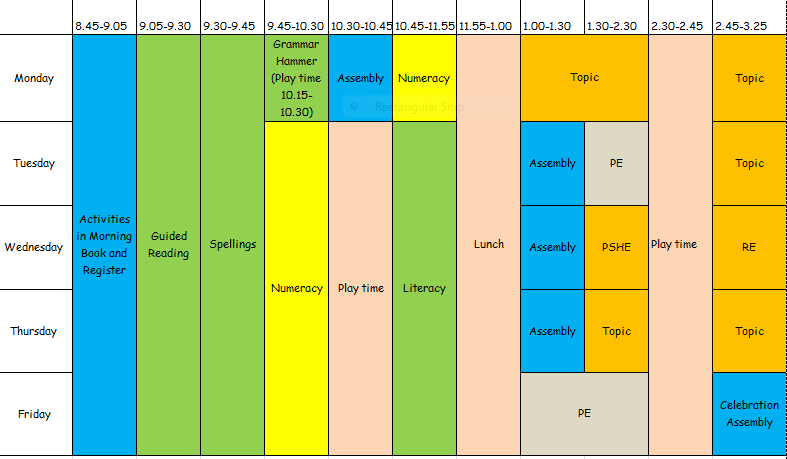 8.45-9.05 9.05-9.30 9.30-9.45 9.45-10.30 10.30-10.45 10.45-11.55 11.55-1.00 1.00-1.30 1.30-2.30 2.30-2.45 2.45-3.25
Monday
Grammar
Hammer
(Play time
10.15-
10.30)
Assembly
Numeracy
Topic
Topic
Rectangular Snip
Tuesday
Assembly
PE
Topic
Wednesday
Activities
in Morning
Book and
Register
Guided
Reading
Spellings
Lunch
Assembly
PSHE
Play time
RE
Numeracy
Play time
Literacy
Thursday
Assembly
Topic
Topic
Friday
PE
Celebration
Assembly